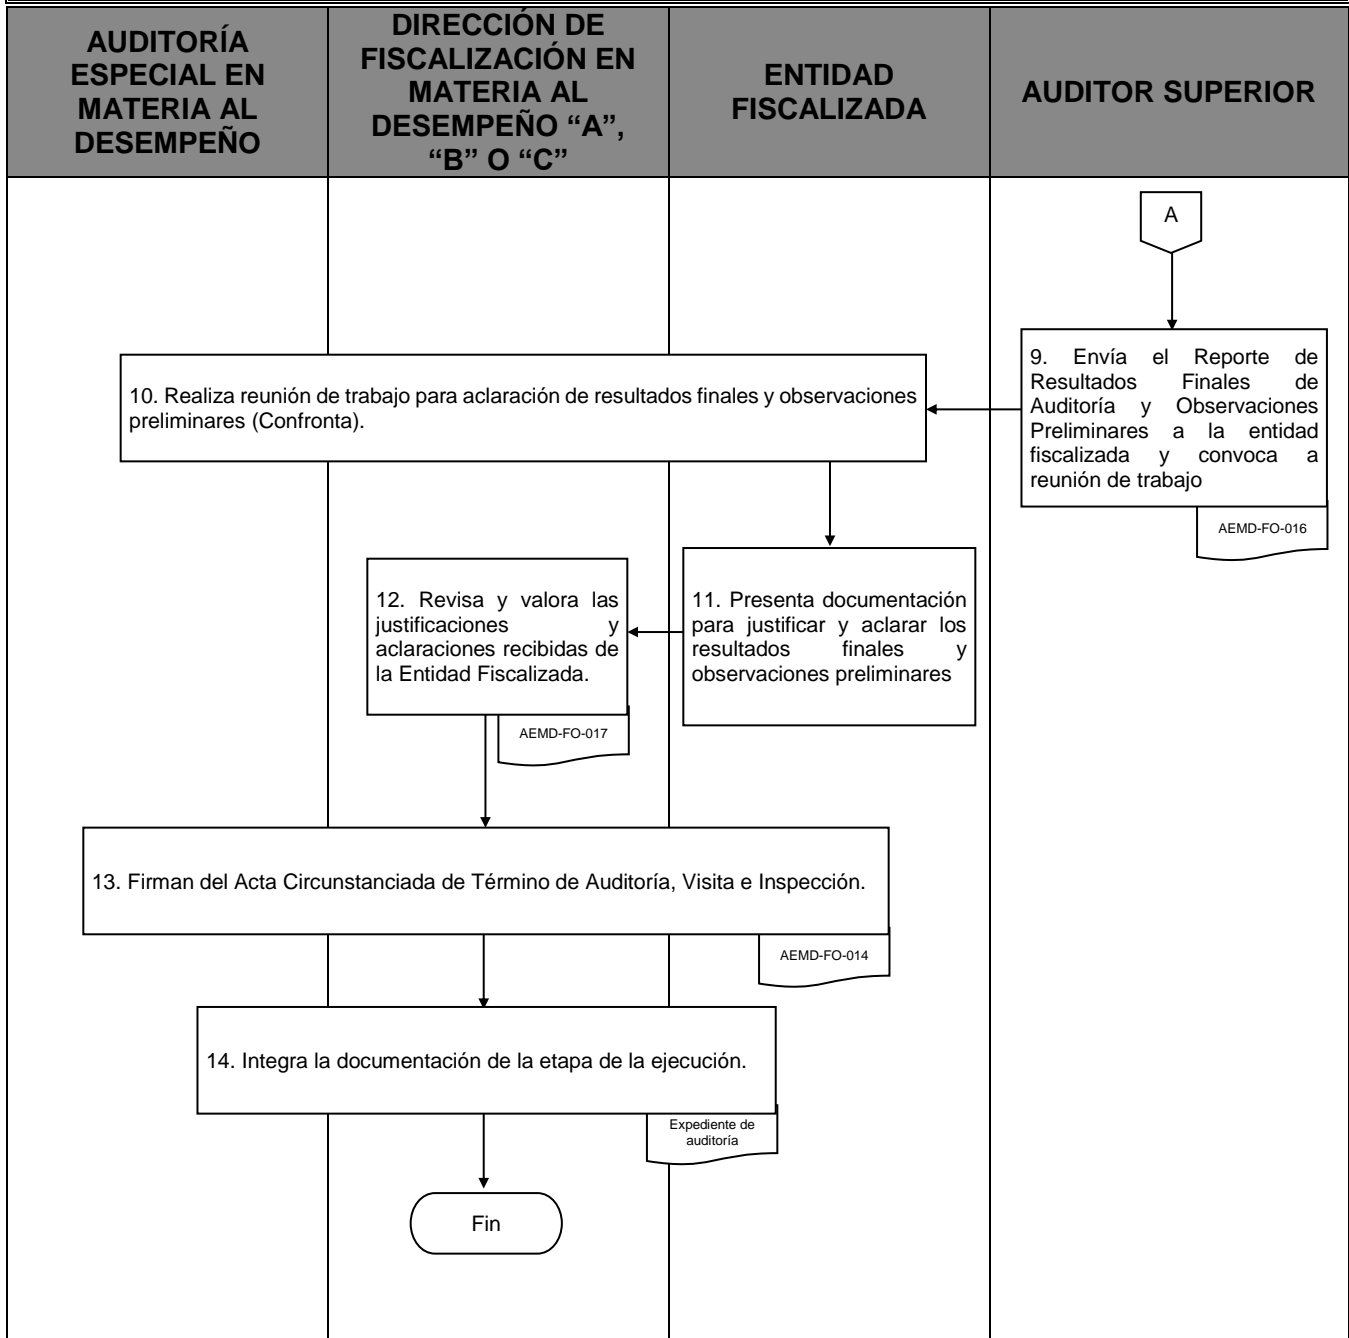 AUDITORÍA
ESPECIAL EN
MATERIA AL
DESEMPEÑO
DIRECCIÓN DE
FISCALIZACIÓN EN
MATERIA AL
DESEMPEÑO “A”,
“B” O “C”
ENTIDAD
FISCALIZADA
AUDITOR SUPERIOR
A
9. Envía el Reporte de
Resultados Finales de
Auditoría y Observaciones
Preliminares a la entidad
fiscalizada y convoca a
reunión de trabajo
AEMD-FO-016
10. Realiza reunión de trabajo para aclaración de resultados finales y observaciones
preliminares (Confronta).
11. Presenta documentación
para justificar y aclarar los
resultados finales y
observaciones preliminares
12. Revisa y valora las
justificaciones y
aclaraciones recibidas de
la Entidad Fiscalizada.
AEMD-FO-017
13. Firman del Acta Circunstanciada de Término de Auditoría, Visita e Inspección.
AEMD-FO-014
14. Integra la documentación de la etapa de la ejecución.
Expediente de
auditoría
Fin